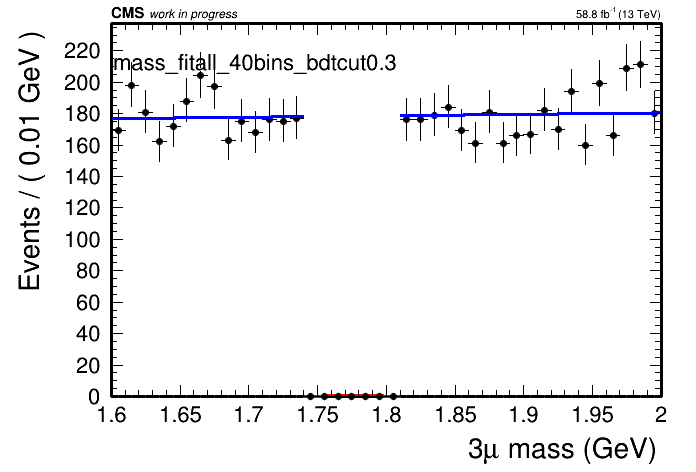 CMS work in progress
58.8 fb⁻¹ (13 TeV)
mass_fitall_40bins_bdtcut0.3
Events / ( 0.01 GeV )
220
200
180
160
140
120
100
80
60
40
20
0
1.6 1.65 1.7 1.75 1.8 1.85 1.9 1.95 2
3μ mass (GeV)